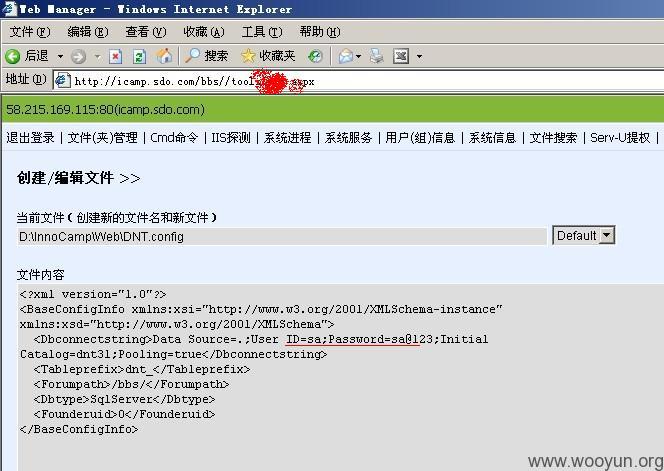 Web Manager - Windows Internet Explorer
文件(F) 编辑(E) 查看(V) 收藏(A) 工具(T) 帮助(H)
后退 搜索 收藏夹
地址(D) http://icamp.sdo.com/bbs//tool spx
58.215.169.115:80(icamp.sdo.com)
退出登录 | 文件(夹)管理 | Cmd命令 | IIS探测 | 系统进程 | 系统服务 | 用户(组)信息 | 系统信息 | 文件搜索 | Serv-U提权 |
创建/编辑文件 >>
当前文件(创建新的文件名和新文件)
D:\InnoCamp\Web\DNT.config Default
文件内容
<?xml version="1.0"?>
<BaseConfigInfo xmlns:xsi="http://www.w3.org/2001/XMLSchema-instance"
xmlns:xsd="http://www.w3.org/2001/XMLSchema">
<Dbconnectstring>Data Source=.;User ID=sa;Password=sa@123;Initial
Catalog=dnt31;Pooling=true</Dbconnectstring>
<Tableprefix>dnt_</Tableprefix>
<Forumpath>/bbs/</Forumpath>
<Dbtype>SqlServer</Dbtype>
<Founderuid>0</Founderuid>
</BaseConfigInfo>
www.wooyun.org